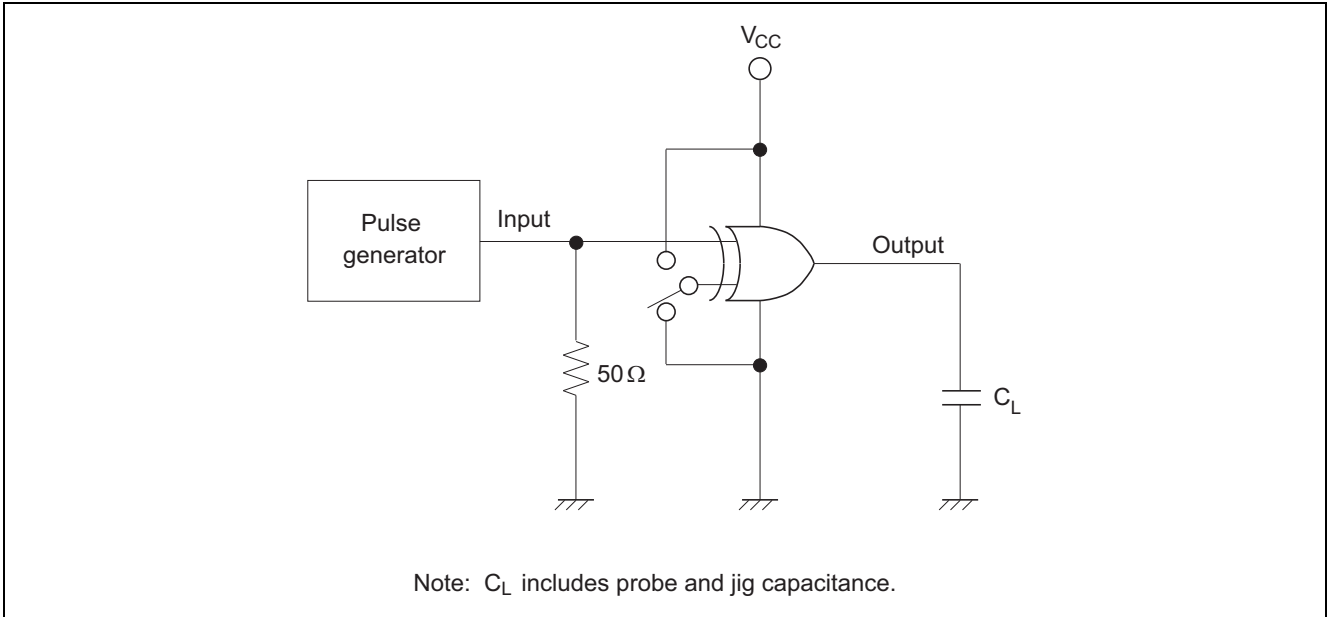 VCC
Pulse
generator
Input
Output
50 Ω
CL
Note: CL includes probe and jig capacitance.